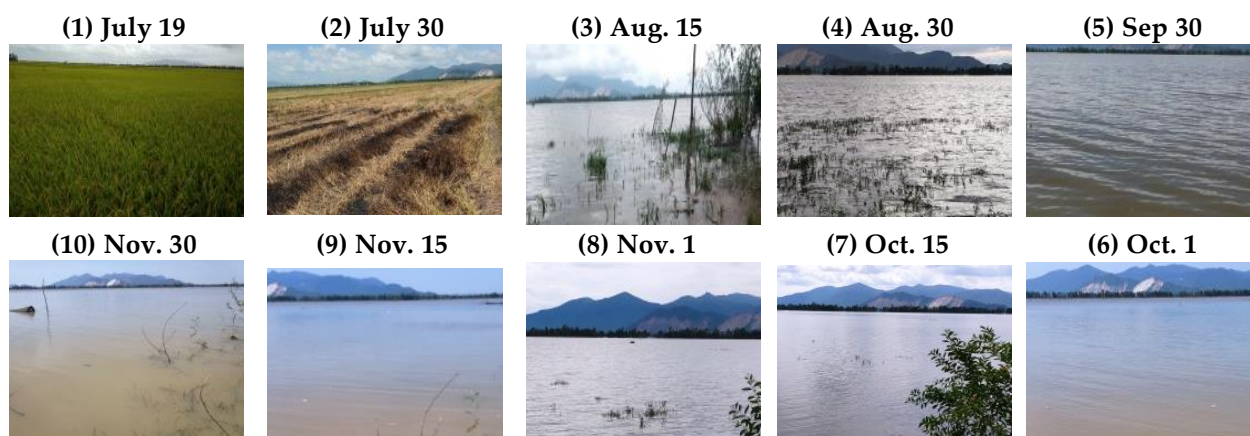 (1) July 19
(2) July 30
(3) Aug. 15
(4) Aug. 30
(5) Sep 30
(10) Nov. 30
(9) Nov. 15
(8) Nov. 1
(7) Oct. 15
(6) Oct. 1